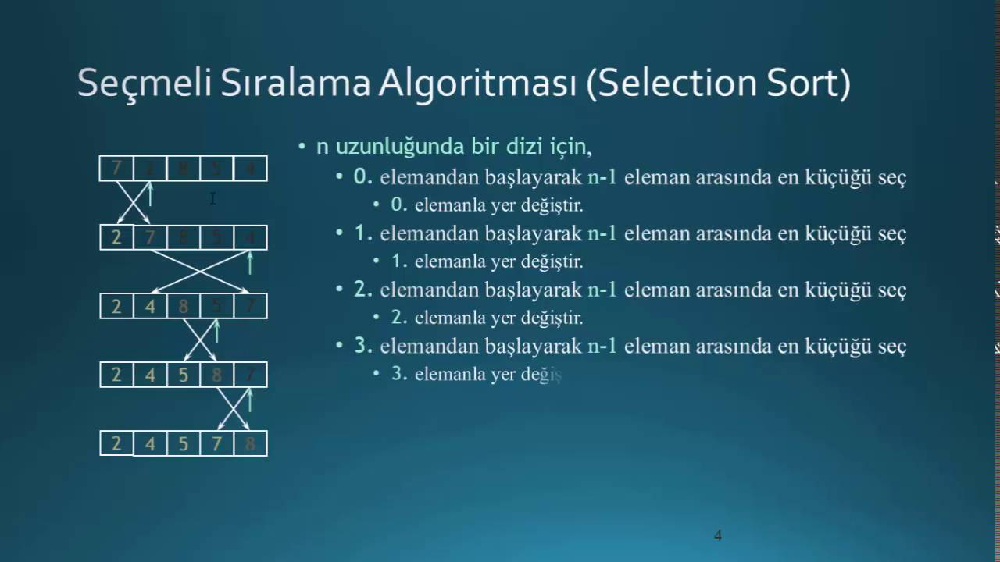 Seçmeli Sıralama Algoritması (Selection Sort)
• n uzunluğunda bir dizi için,
• 0. elemandan başlayarak n-1 eleman arasında en küçüğü seç
• 0. elemanla yer değiştir.
• 1. elemandan başlayarak n-1 eleman arasında en küçüğü seç
• 1. elemanla yer değiştir.
• 2. elemandan başlayarak n-1 eleman arasında en küçüğü seç
• 2. elemanla yer değiştir.
• 3. elemandan başlayarak n-1 eleman arasında en küçüğü seç
• 3. elemanla yer değiş
7 2 8 5 4
2 7 8 5 4
2 4 8 5 7
2 4 5 8 7
2 4 5 7 8
4